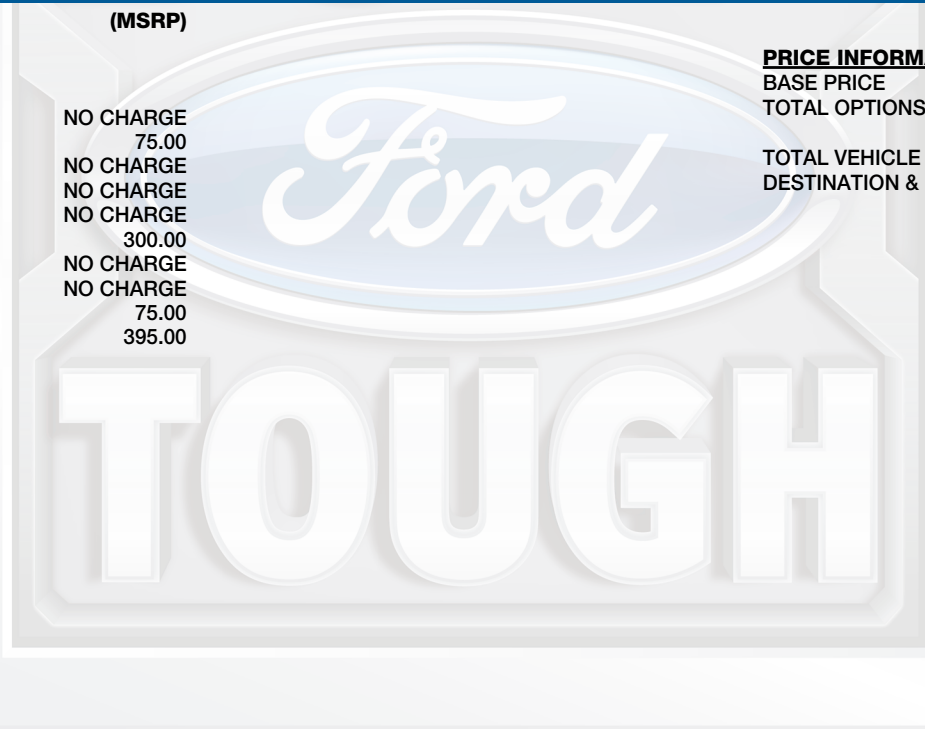 (MSRP)
NO CHARGE
75.00
NO CHARGE
NO CHARGE
NO CHARGE
300.00
NO CHARGE
NO CHARGE
75.00
395.00
PRICE INFORMA
BASE PRICE
TOTAL OPTIONS
TOTAL VEHICLE
DESTINATION &
Ford
TOUGH